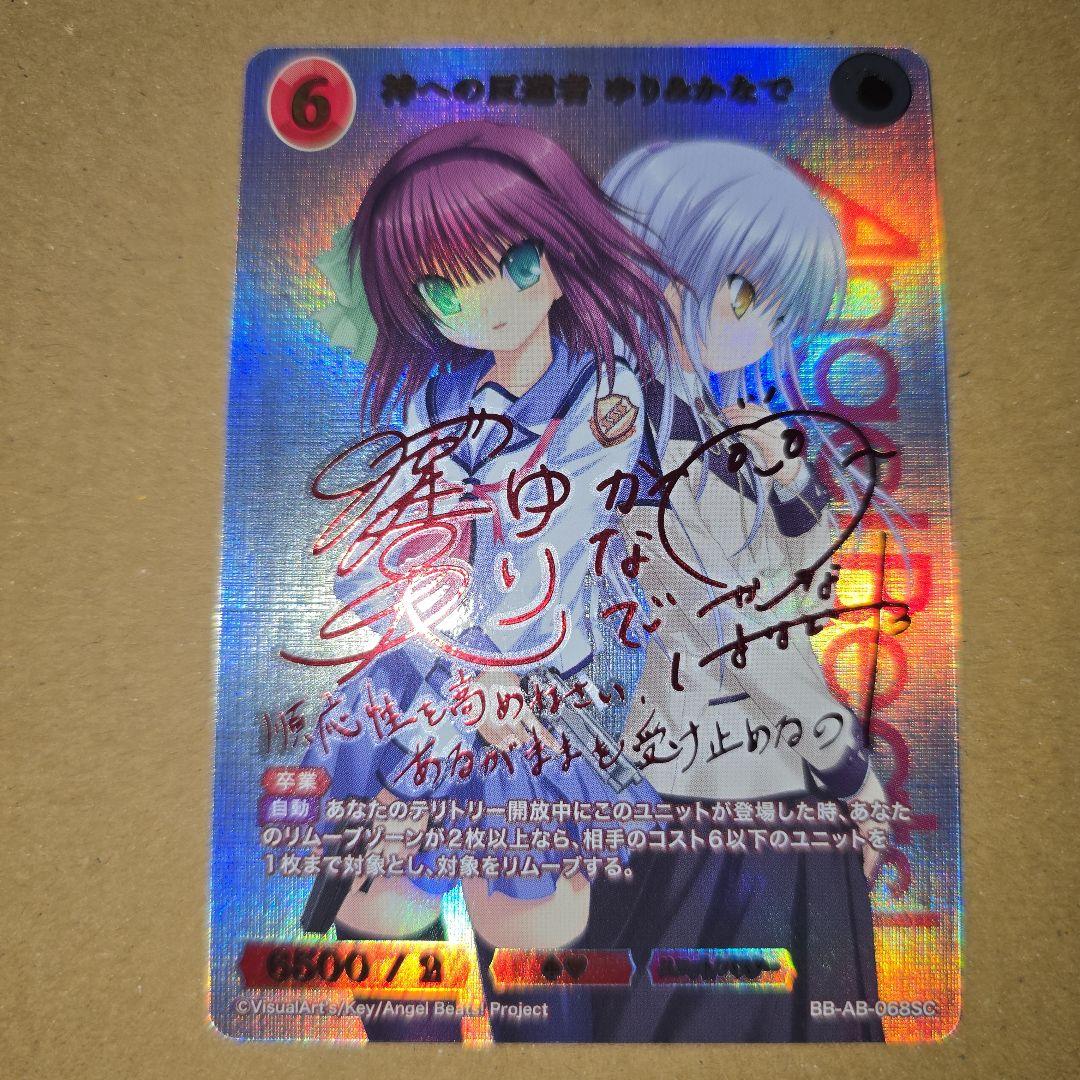 6
神への反逆者 ゆり&かなで
Angel Beats!
SSS
ゆり
かなで
順応性を高めなさい。
あるがままを受け止めるの
卒業
自動 あなたのテリトリー開放中にこのユニットが登場した時、あなた
のリムーブゾーンが2枚以上なら、相手のコスト6以下のユニットを
1枚まで対象とし、対象をリムーブする。
6500 / 2
♠♥
©VisualArt's/Key/Angel Beats! Project
BB-AB-068SC